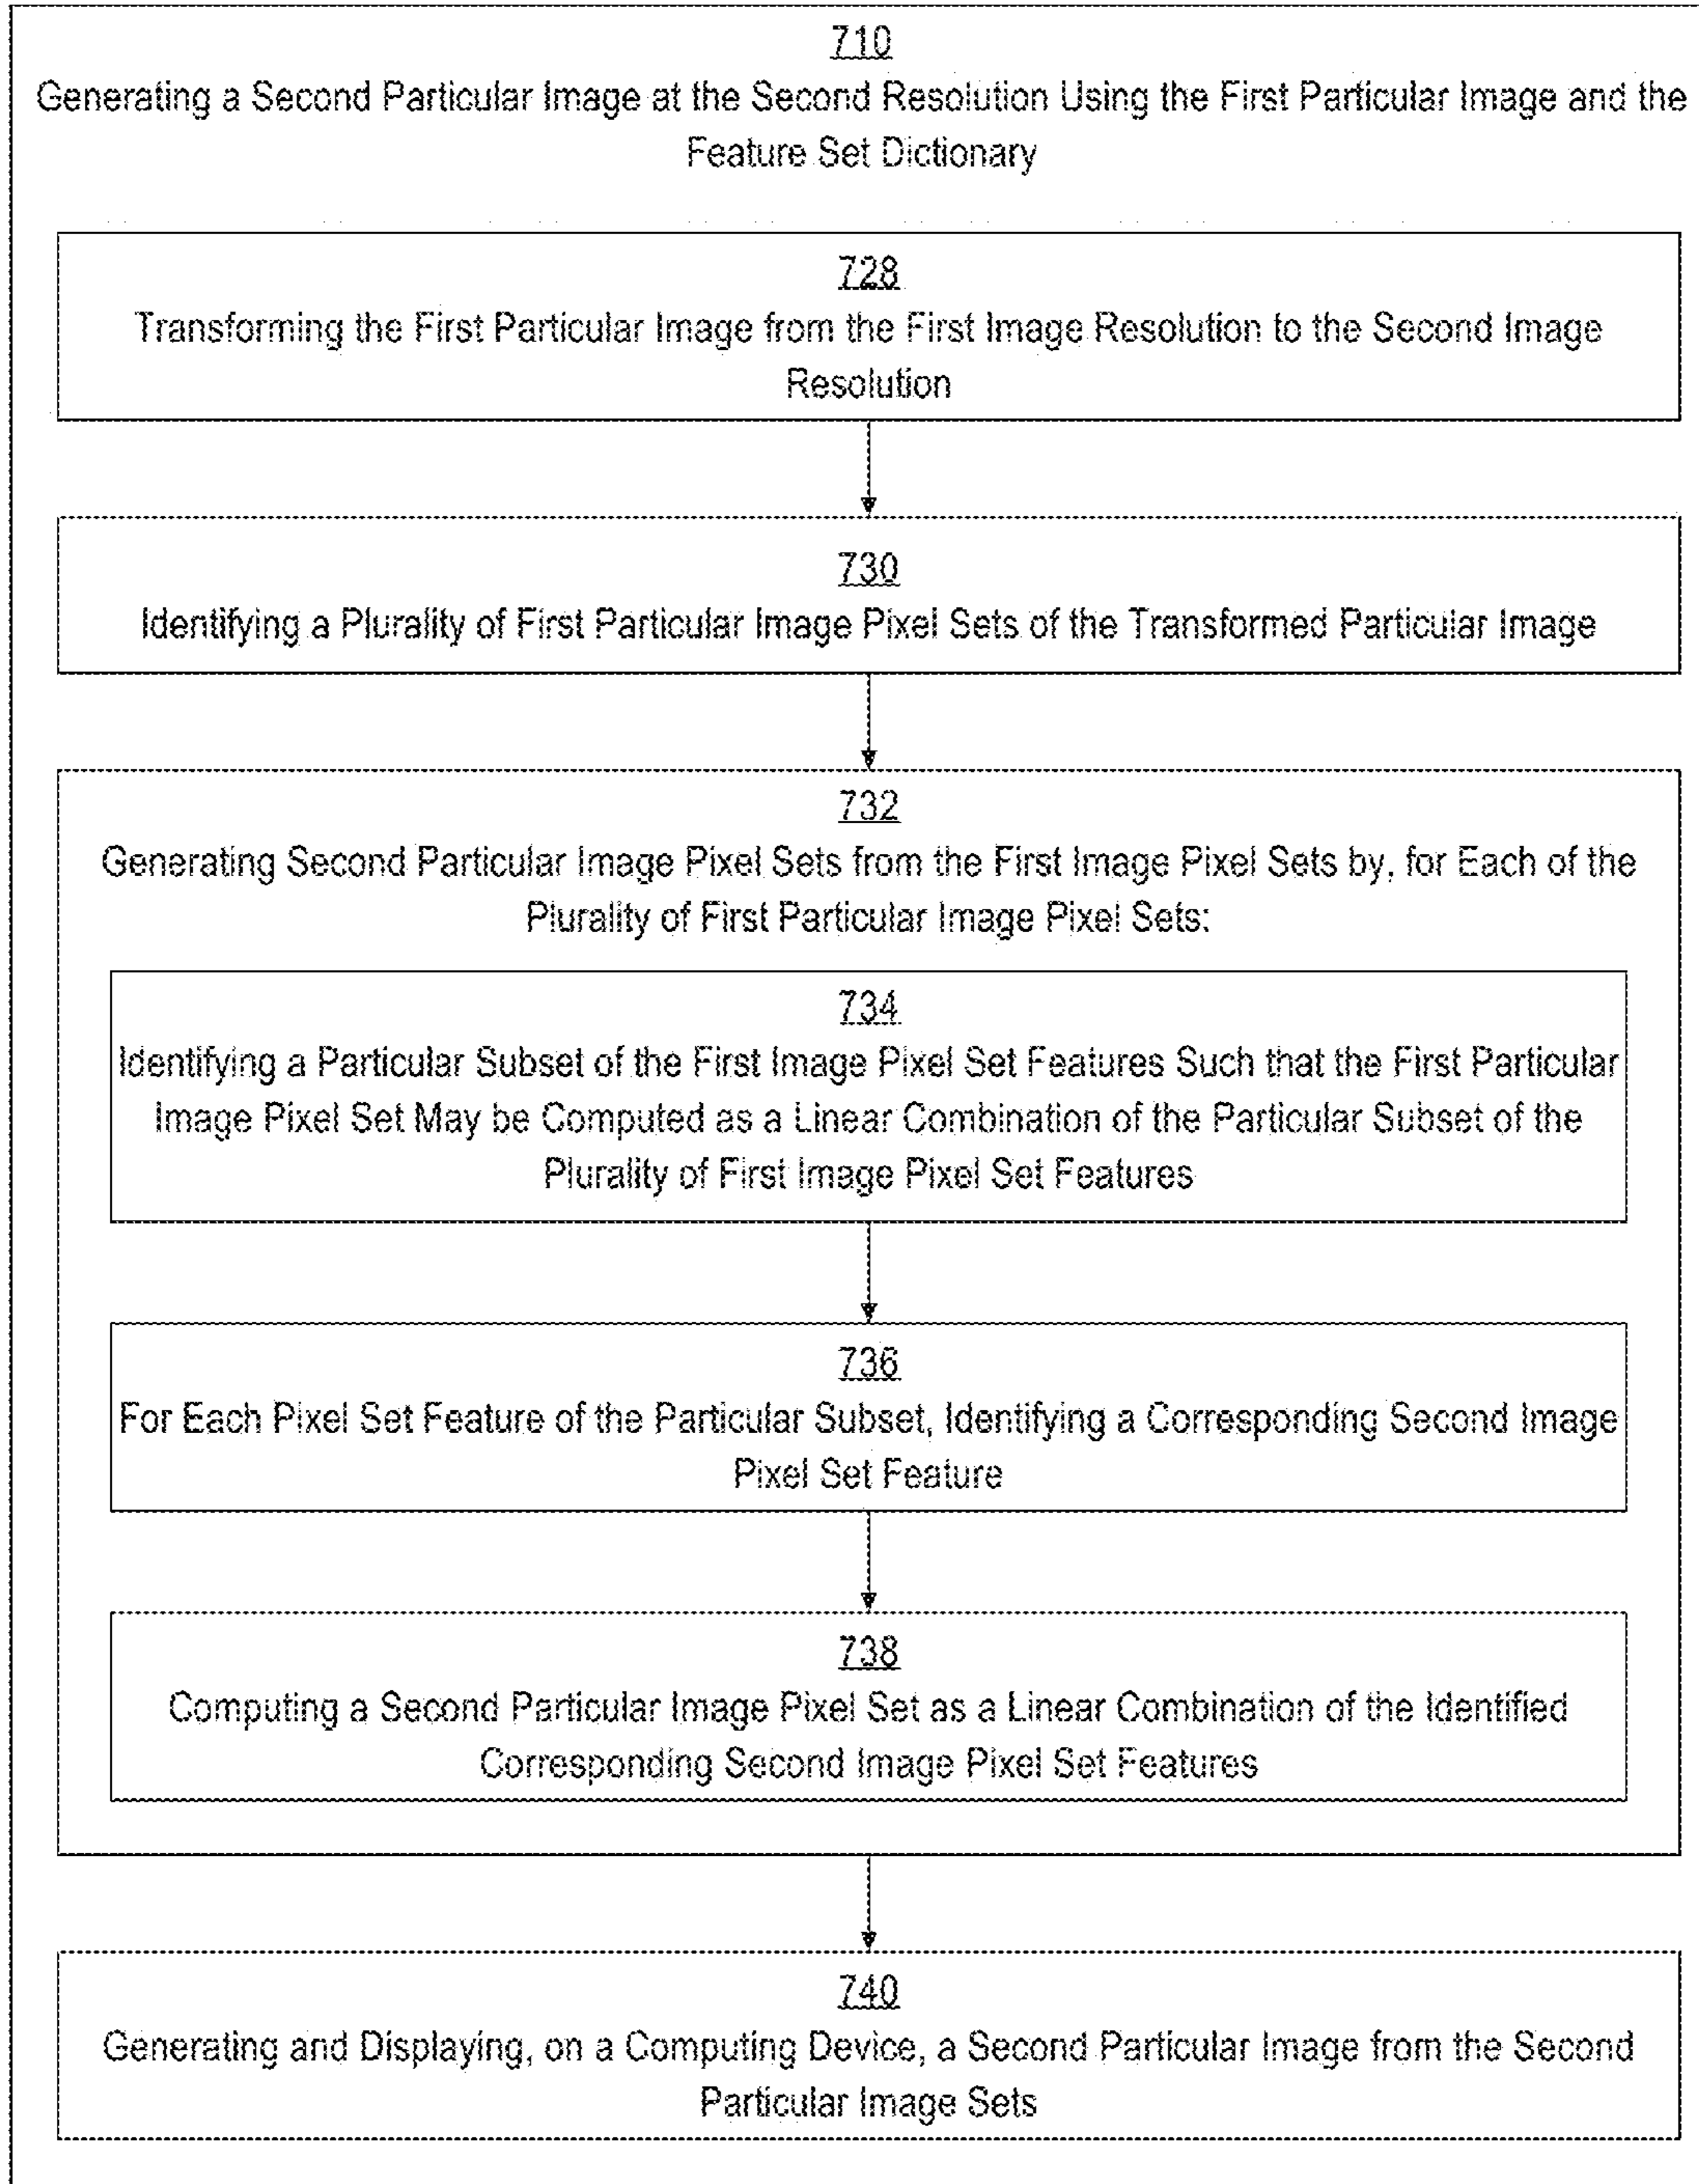 710
Generating a Second Particular Image at the Second Resolution Using the First Particular Image and the
Feature Set Dictionary
728
Transforming the First Particular Image from the First Image Resolution to the Second Image
Resolution
730
Identifying a Plurality of First Particular Image Pixel Sets of the Transformed Particular Image
732
Generating Second Particular Image Pixel Sets from the First Image Pixel Sets by, for Each of the
Plurality of First Particular Image Pixel Sets:
734
Identifying a Particular Subset of the First Image Pixel Set Features Such that the First Particular
Image Pixel Set May be Computed as a Linear Combination of the Particular Subset of the
Plurality of First Image Pixel Set Features
736
For Each Pixel Set Feature of the Particular Subset, Identifying a Corresponding Second Image
Pixel Set Feature
738
Computing a Second Particular Image Pixel Set as a Linear Combination of the Identified
Corresponding Second Image Pixel Set Features
740
Generating and Displaying, on a Computing Device, a Second Particular Image from the Second
Particular Image Sets